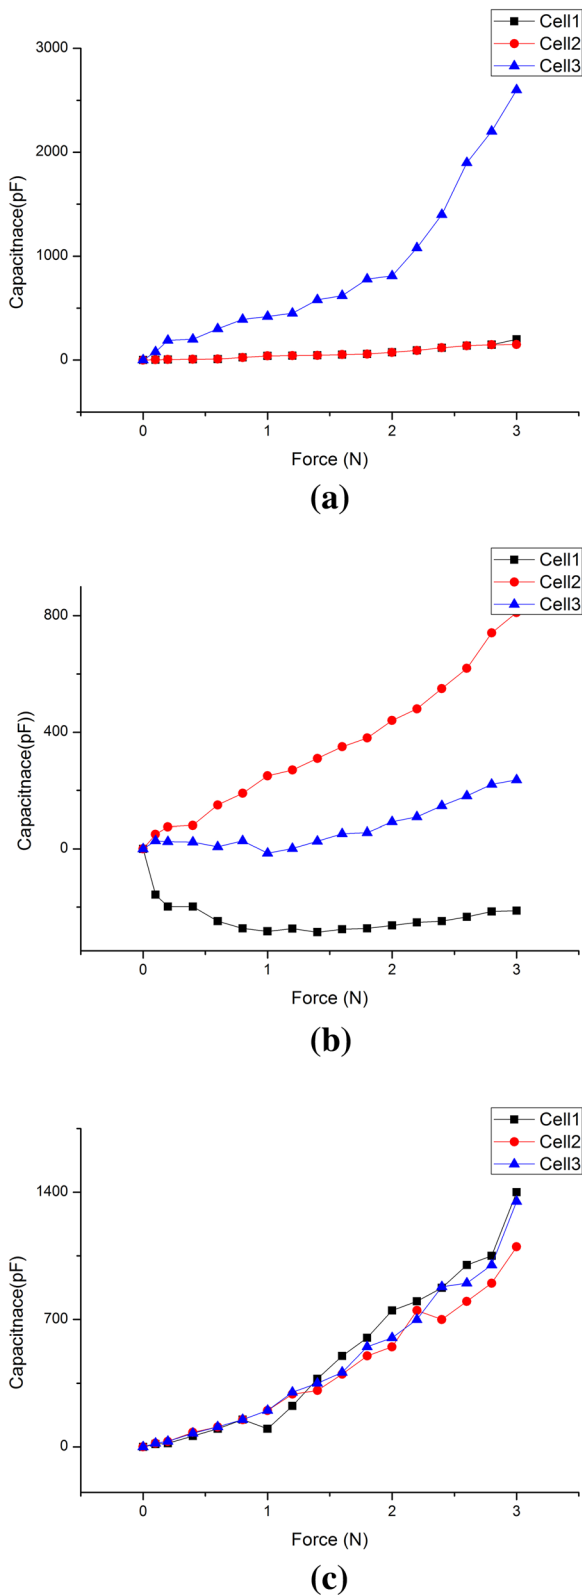 Cell1
Cell2
Cell3
3000
2000
1000
0
Capacitnace(pF)
0 1 2 3
Force (N)
(a)
Cell1
Cell2
Cell3
800
400
0
Capacitnace(pF))
0 1 2 3
Force (N)
(b)
Cell1
Cell2
Cell3
1400
700
0
Capacitnace(pF)
0 1 2 3
Force (N)
(c)